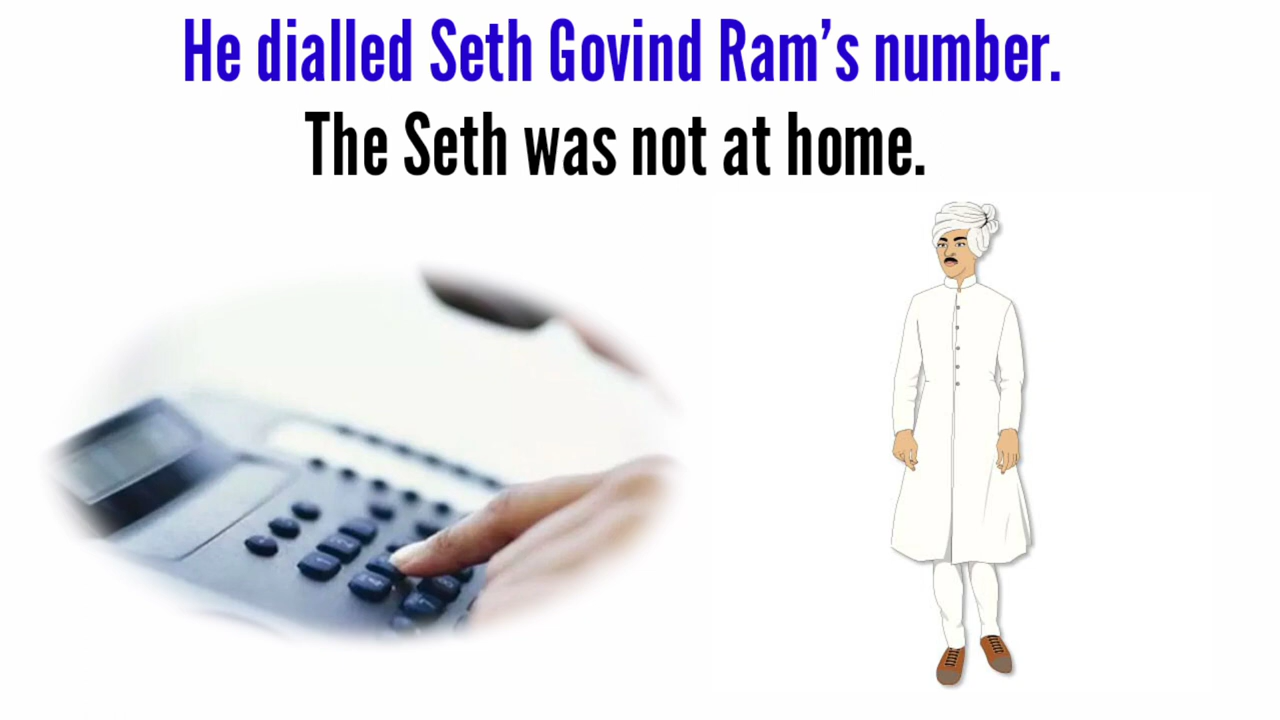 He dialled Seth Govind Ram’s number.
The Seth was not at home.